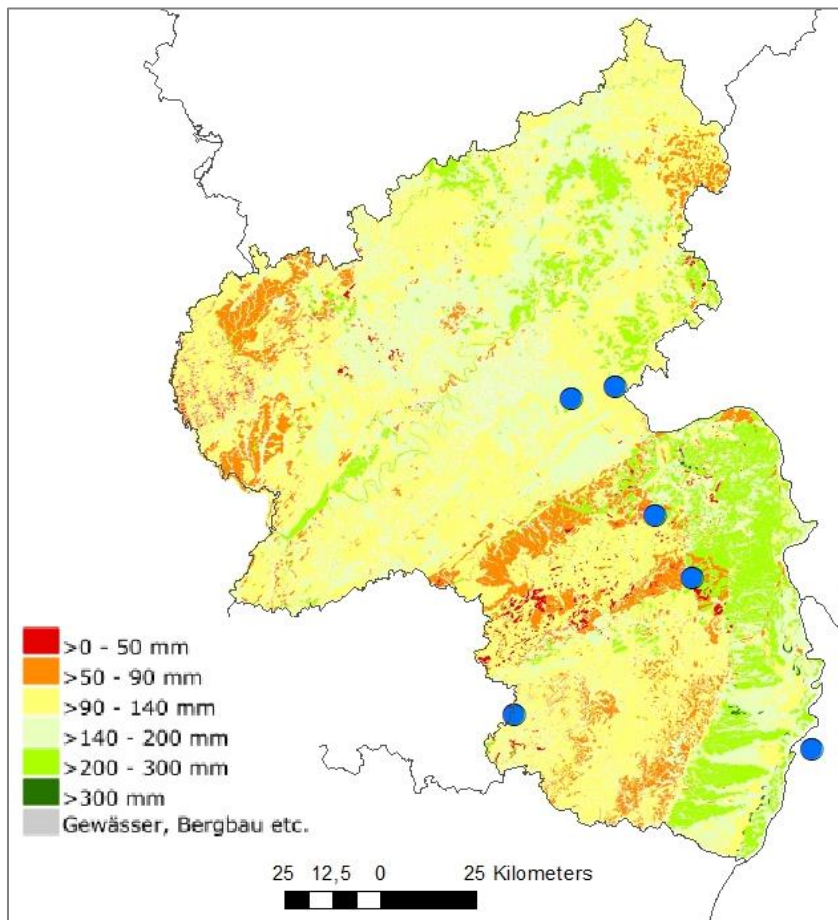 >0 - 50 mm
>50 - 90 mm
>90 - 140 mm
>140 - 200 mm
>200 - 300 mm
>300 mm
Gewässer, Bergbau etc.
25 12,5 0 25 Kilometers